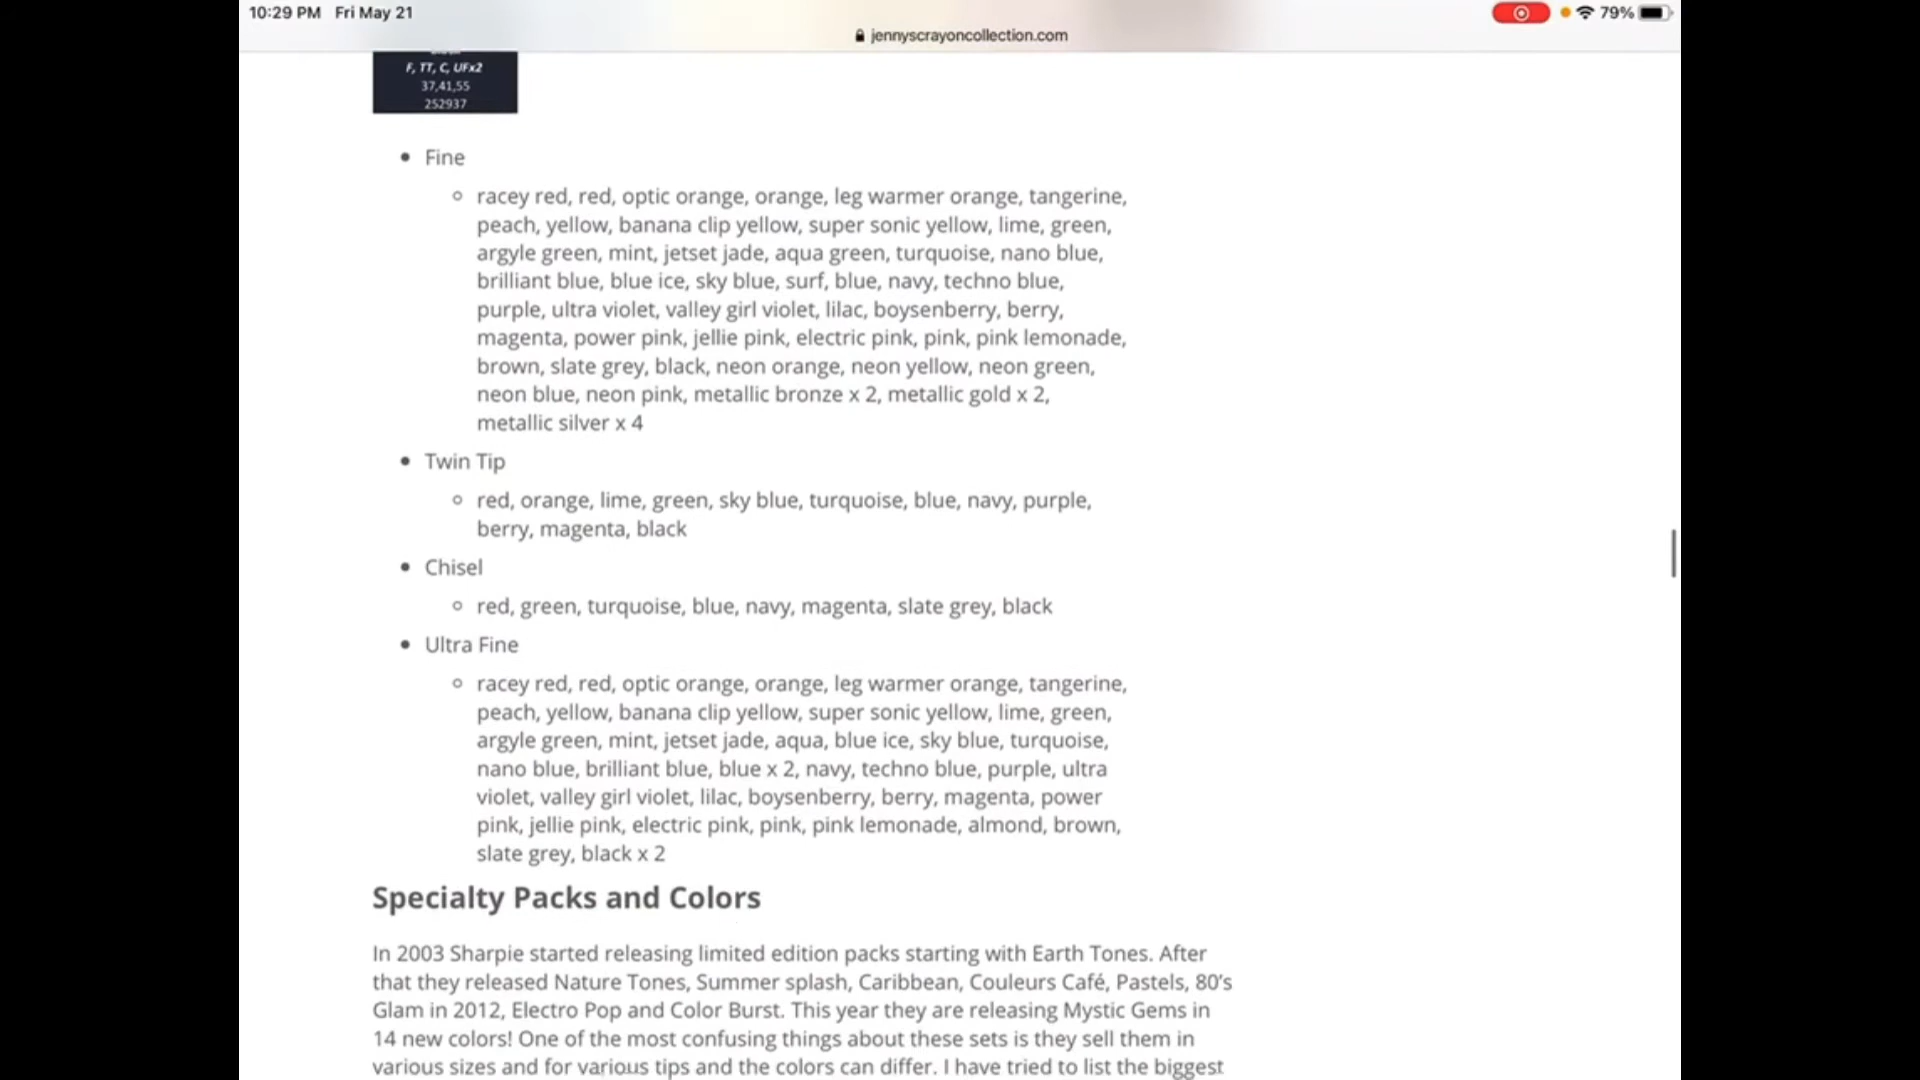 10:29 PM Fri May 21
79%
jennyscrayoncollection.com
F, TT, C, UFx2
37,41,55
252937
• Fine
racey red, red, optic orange, orange, leg warmer orange, tangerine,
peach, yellow, banana clip yellow, super sonic yellow, lime, green,
argyle green, mint, jetset jade, aqua green, turquoise, nano blue,
brilliant blue, blue ice, sky blue, surf, blue, navy, techno blue,
purple, ultra violet, valley girl violet, lilac, boysenberry, berry,
magenta, power pink, jellie pink, electric pink, pink, pink lemonade,
brown, slate grey, black, neon orange, neon yellow, neon green,
neon blue, neon pink, metallic bronze x 2, metallic gold x 2,
metallic silver x 4
• Twin Tip
red, orange, lime, green, sky blue, turquoise, blue, navy, purple,
berry, magenta, black
• Chisel
red, green, turquoise, blue, navy, magenta, slate grey, black
• Ultra Fine
racey red, red, optic orange, orange, leg warmer orange, tangerine,
peach, yellow, banana clip yellow, super sonic yellow, lime, green,
argyle green, mint, jetset jade, aqua, blue ice, sky blue, turquoise,
nano blue, brilliant blue, blue x 2, navy, techno blue, purple, ultra
violet, valley girl violet, lilac, boysenberry, berry, magenta, power
pink, jellie pink, electric pink, pink, pink lemonade, almond, brown,
slate grey, black x 2
Specialty Packs and Colors
In 2003 Sharpie started releasing limited edition packs starting with Earth Tones. After
that they released Nature Tones, Summer splash, Caribbean, Couleurs Café, Pastels, 80's
Glam in 2012, Electro Pop and Color Burst. This year they are releasing Mystic Gems in
14 new colors! One of the most confusing things about these sets is they sell them in
various sizes and for various tips and the colors can differ. I have tried to list the biggest